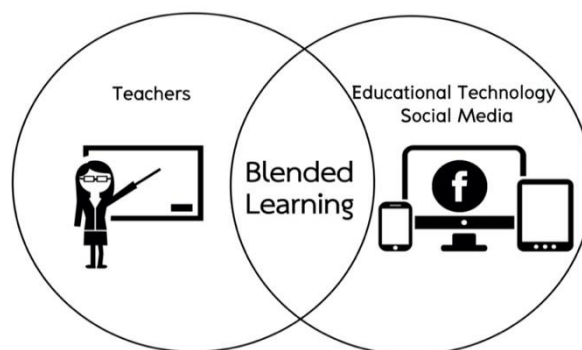 Teachers
Educational Technology
Social Media
Blended
Learning
f